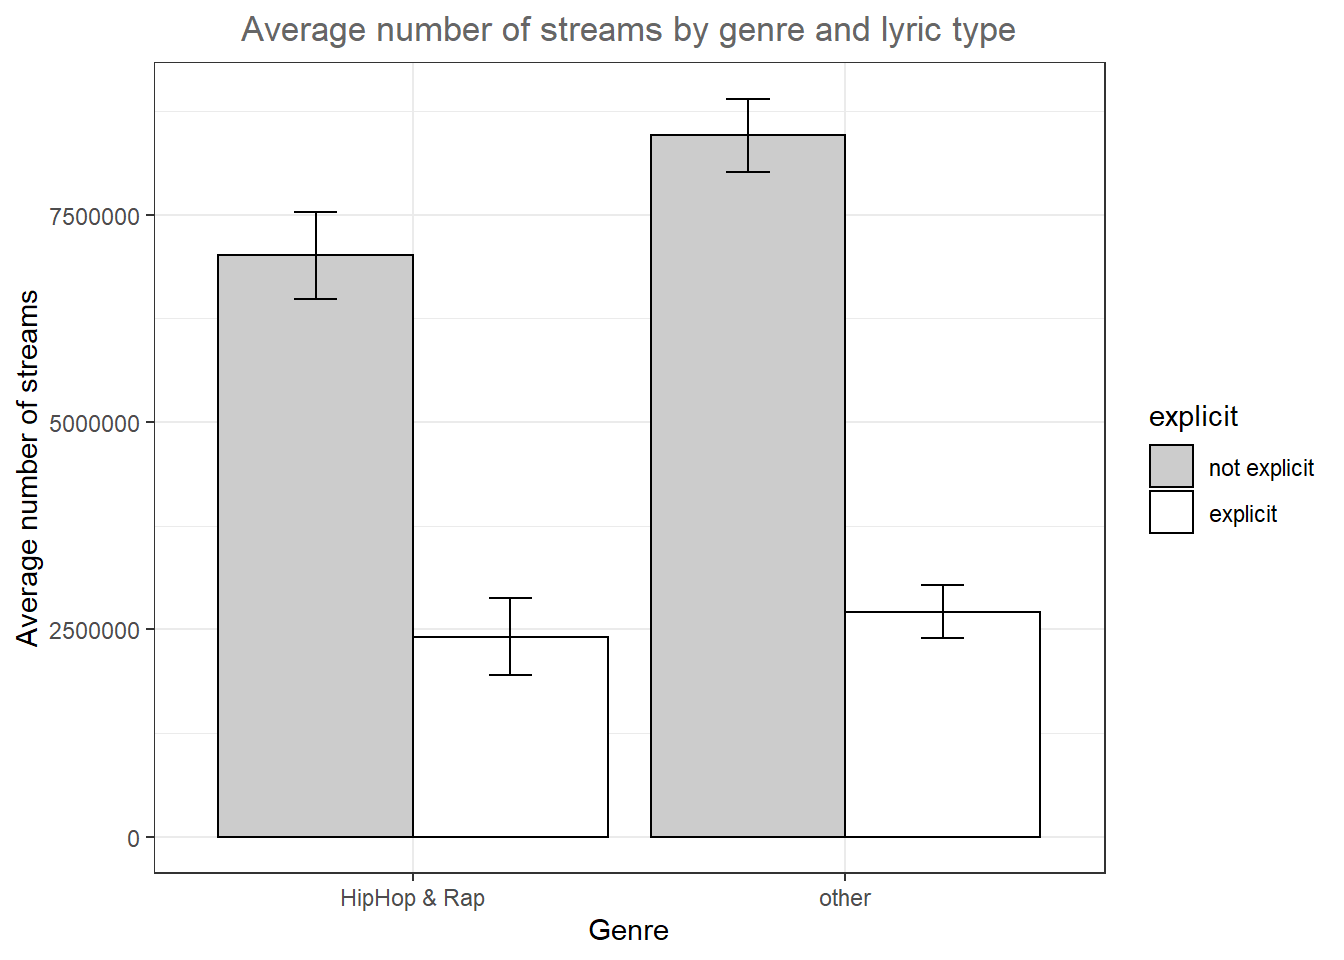 Average number of streams by genre and lyric type
Average number of streams
7500000
5000000
2500000
0
HipHop & Rap
other
Genre
explicit
not explicit
explicit